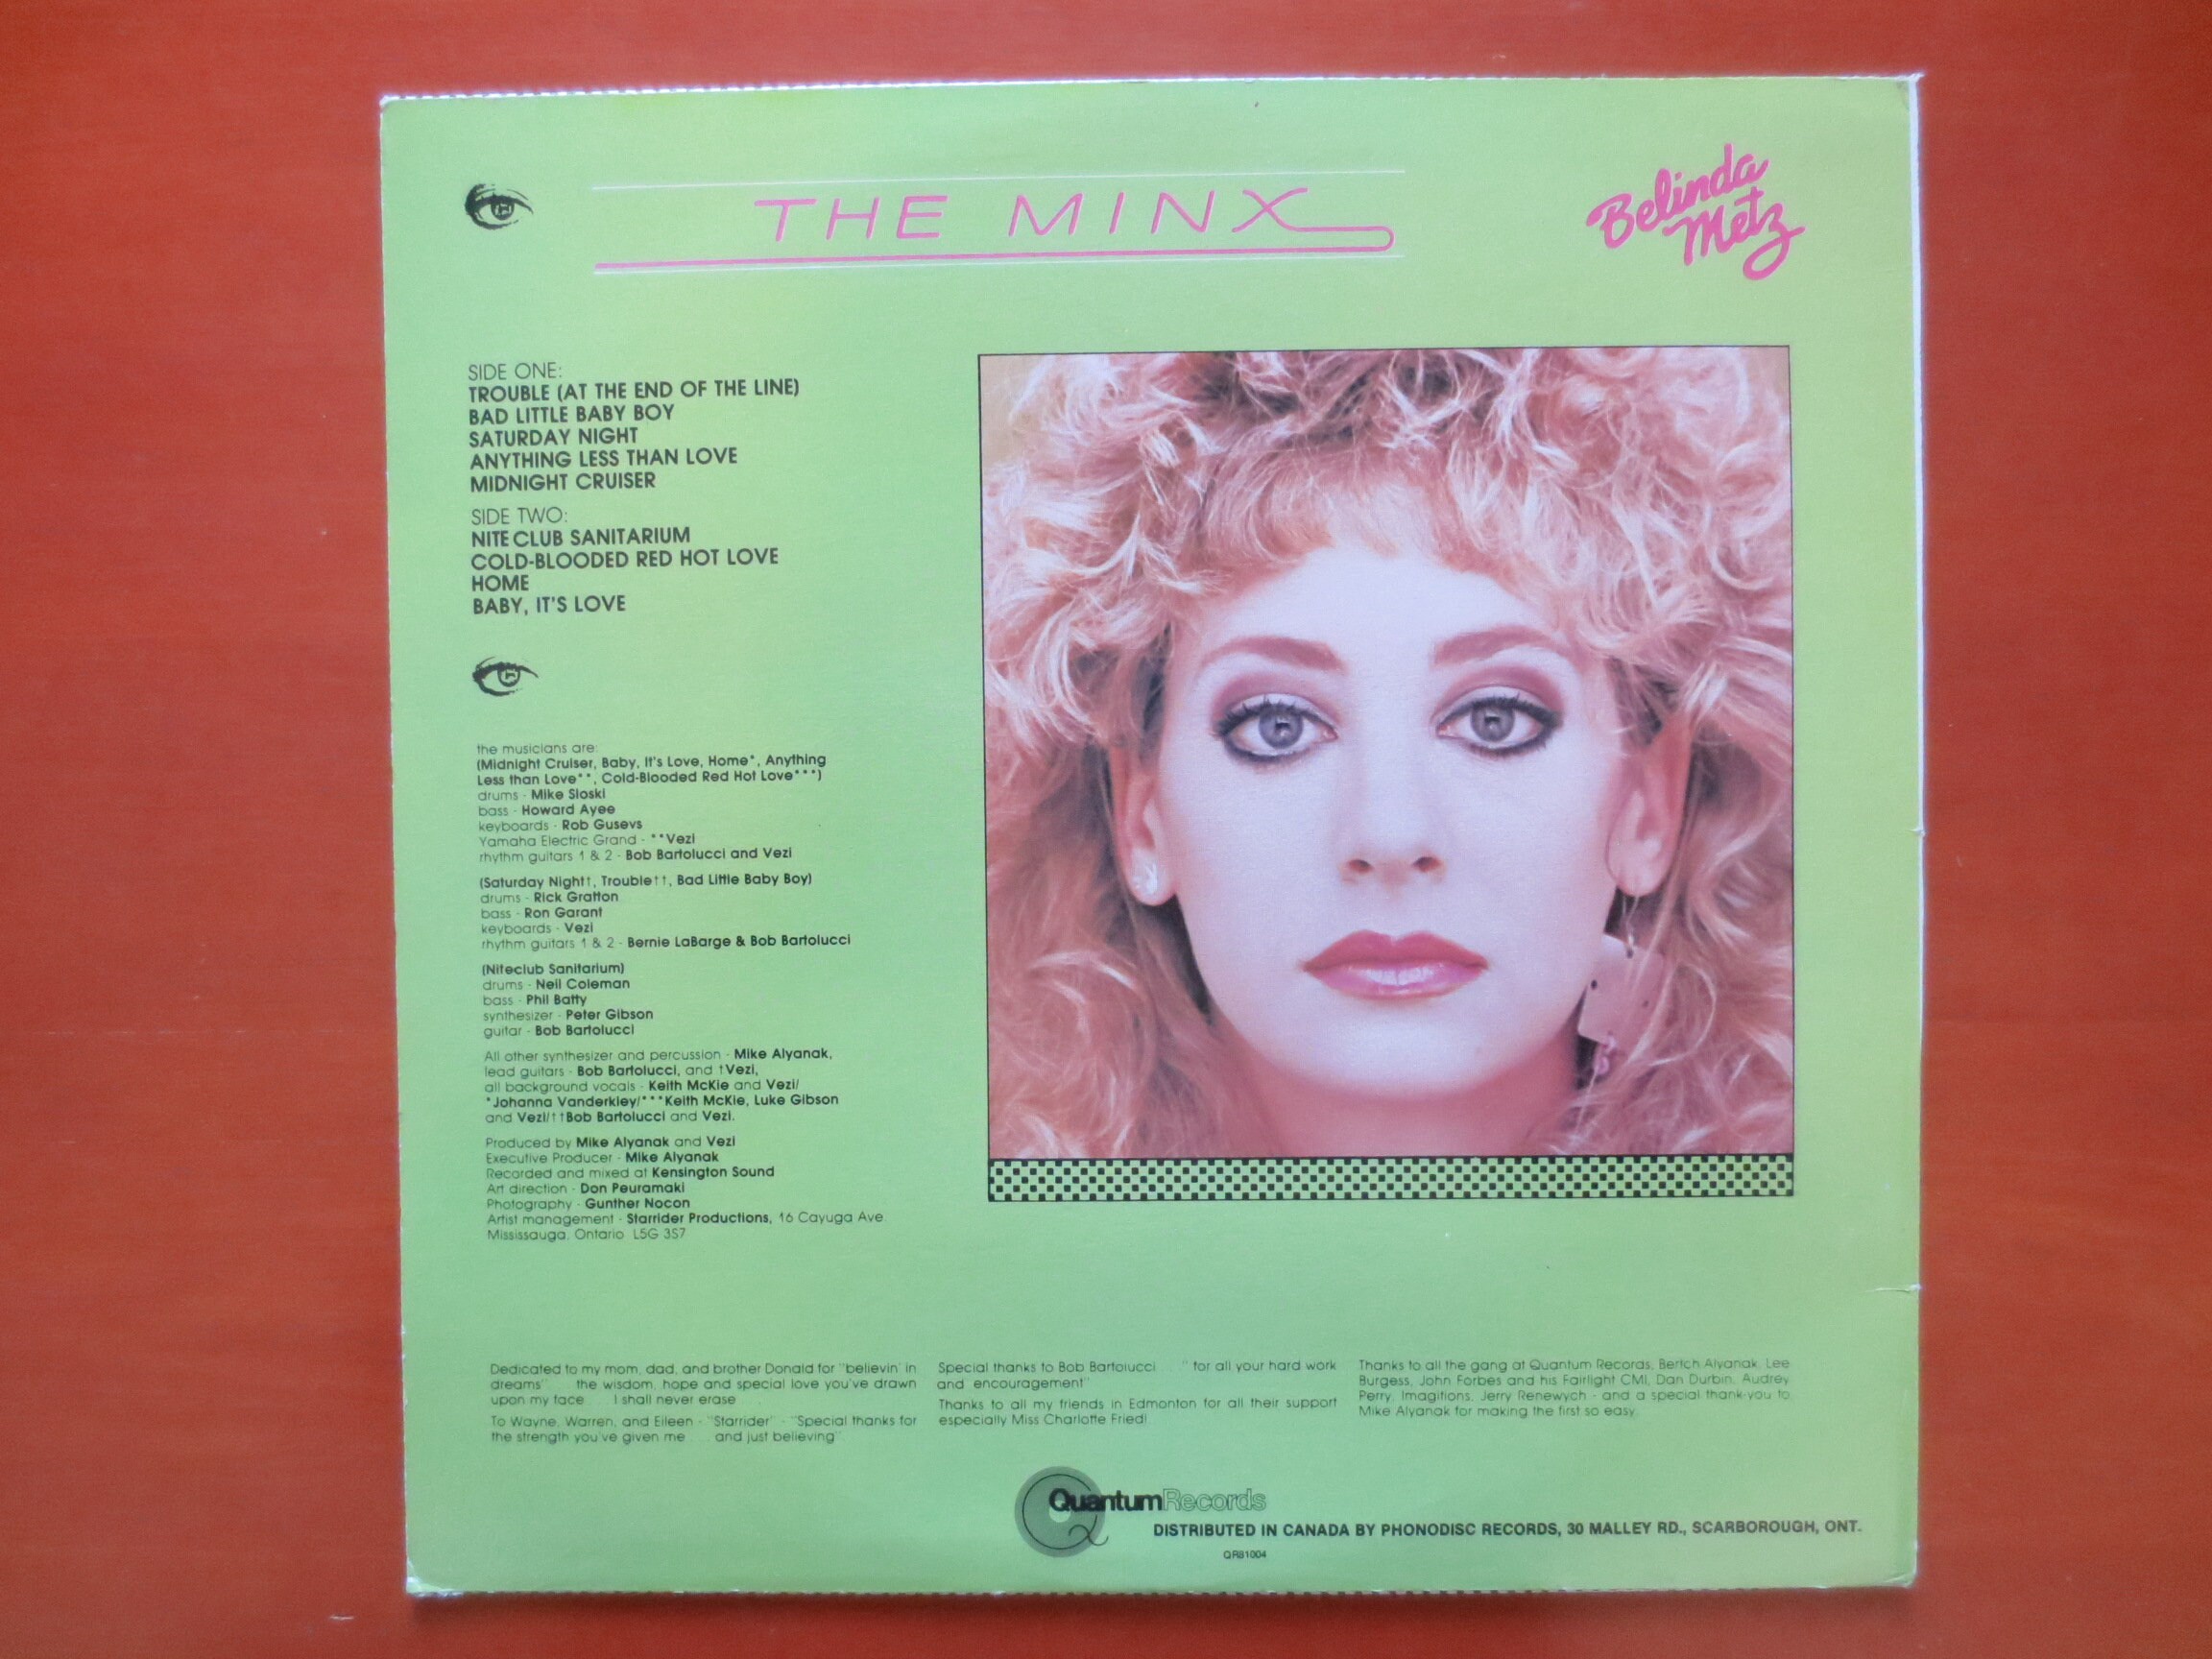 THE MINX
Belinda
Metz
SIDE ONE:
TROUBLE (AT THE END OF THE LINE)
BAD LITTLE BABY BOY
SATURDAY NIGHT
ANYTHING LESS THAN LOVE
MIDNIGHT CRUISER
SIDE TWO:
NITE CLUB SANITARIUM
COLD-BLOODED RED HOT LOVE
HOME
BABY, IT'S LOVE
the musicians are:
(Midnight Cruiser, Baby, It's Love, Home*, Anything
Less than Love**, Cold-Blooded Red Hot Love***)
drums - Mike Sloski
bass - Howard Ayee
keyboards - Rob Gusevs
Yamaha Electric Grand - **Vezi
rhythm guitars 1 & 2 - Bob Bartolucci and Vezi
(Saturday Night†, Trouble††, Bad Little Baby Boy)
drums - Rick Gratton
bass - Ron Garant
keyboards - Vezi
rhythm guitars 1 & 2 - Bernie LaBarge & Bob Bartolucci
(Niteclub Sanitarium)
drums - Neil Coleman
bass - Phil Batty
synthesizer - Peter Gibson
guitar - Bob Bartolucci
All other synthesizer and percussion - Mike Alyanak,
lead guitars - Bob Bartolucci, and †Vezi,
all background vocals - Keith McKie and Vezi/
*Johanna Vanderkley/***Keith McKie, Luke Gibson
and Vezi/††Bob Bartolucci and Vezi.
Produced by Mike Alyanak and Vezi
Executive Producer - Mike Alyanak
Recorded and mixed at Kensington Sound
Art direction - Don Peuramaki
Photography - Gunther Nocon
Artist management - Starrider Productions, 16 Cayuga Ave
Mississauga, Ontario L5G 3S7
Dedicated to my mom, dad, and brother Donald for "believin' in
dreams" ... the wisdom, hope and special love you've drawn
upon my face ... I shall never erase
To Wayne, Warren, and Eileen - "Starrider" - "Special thanks for
the strength you've given me ... and just believing"
Special thanks to Bob Bartolucci ... "for all your hard work
and encouragement"
Thanks to all my friends in Edmonton for all their support
especially Miss Charlotte Friedl
Thanks to all the gang at Quantum Records, Bertch Alyanak, Lee
Burgess, John Forbes and his Fairlight CMI, Dan Durbin, Audrey
Perry, Imagitions, Jerry Renewych - and a special thank-you to
Mike Alyanak for making the first so easy.
Quantum Records
DISTRIBUTED IN CANADA BY PHONODISC RECORDS, 30 MALLEY RD., SCARBOROUGH, ONT.
QR81004